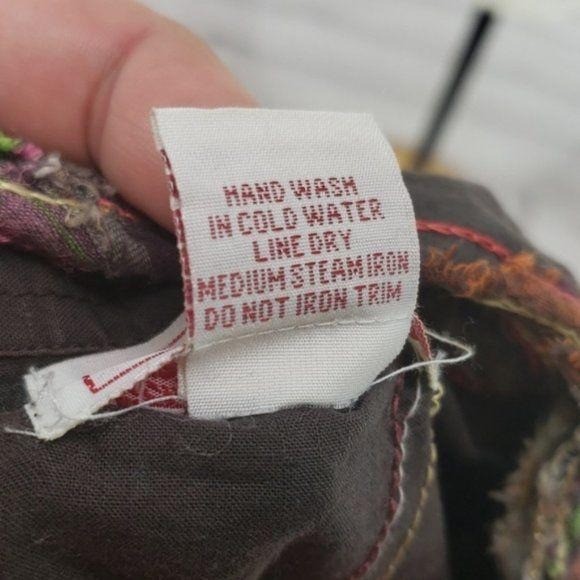 HAND WASH
IN COLD WATER
LINE DRY
MEDIUM STEAM IRON
DO NOT IRON TRIM